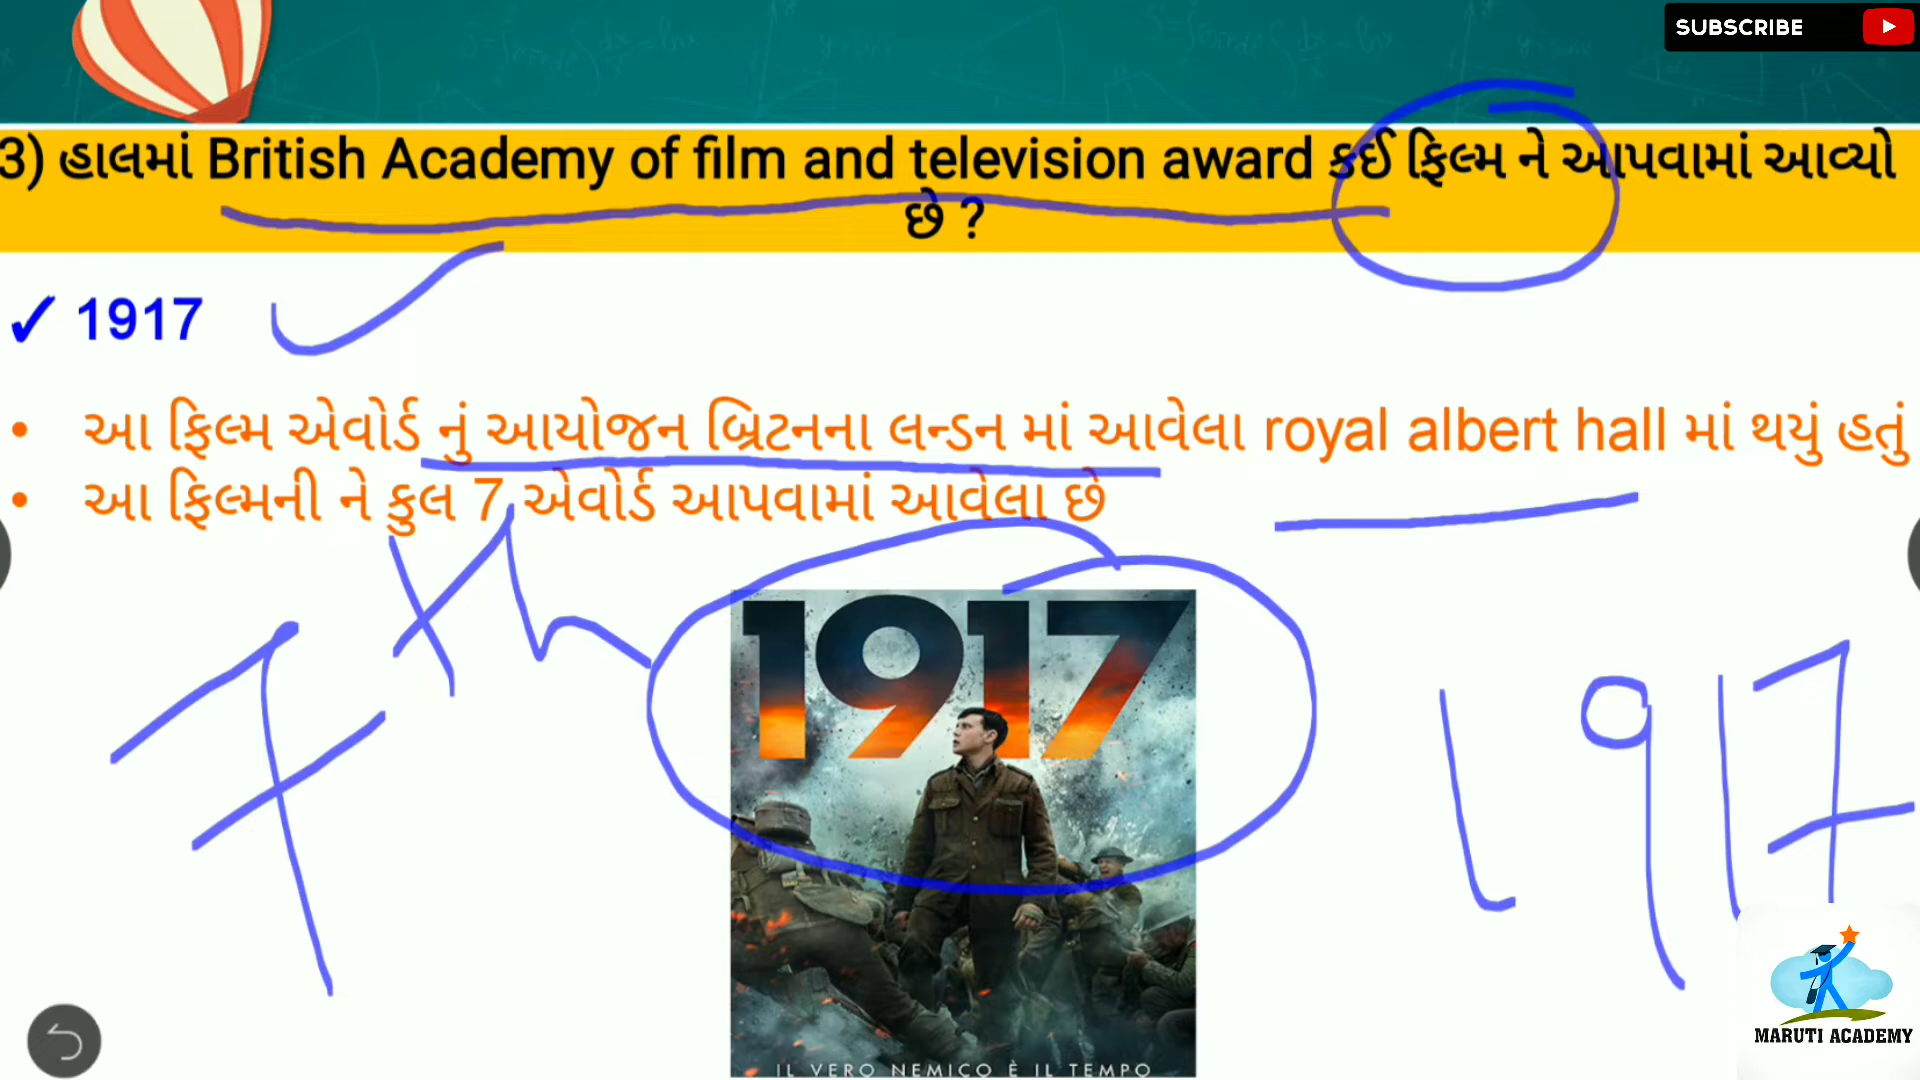 SUBSCRIBE
3) હાલમાં British Academy of film and television award કઈ ફિલ્મ ને આપવામાં આવ્યો
છે ?
✓ 1917
• આ ફિલ્મ એવોર્ડ નું આયોજન બ્રિટનના લન્ડન માં આવેલા royal albert hall માં થયું હતું
• આ ફિલ્મની ને કુલ 7 એવોર્ડ આપવામાં આવેલા છે
7th
1917
1917
IL VERO NEMICO È IL TEMPO
MARUTI ACADEMY